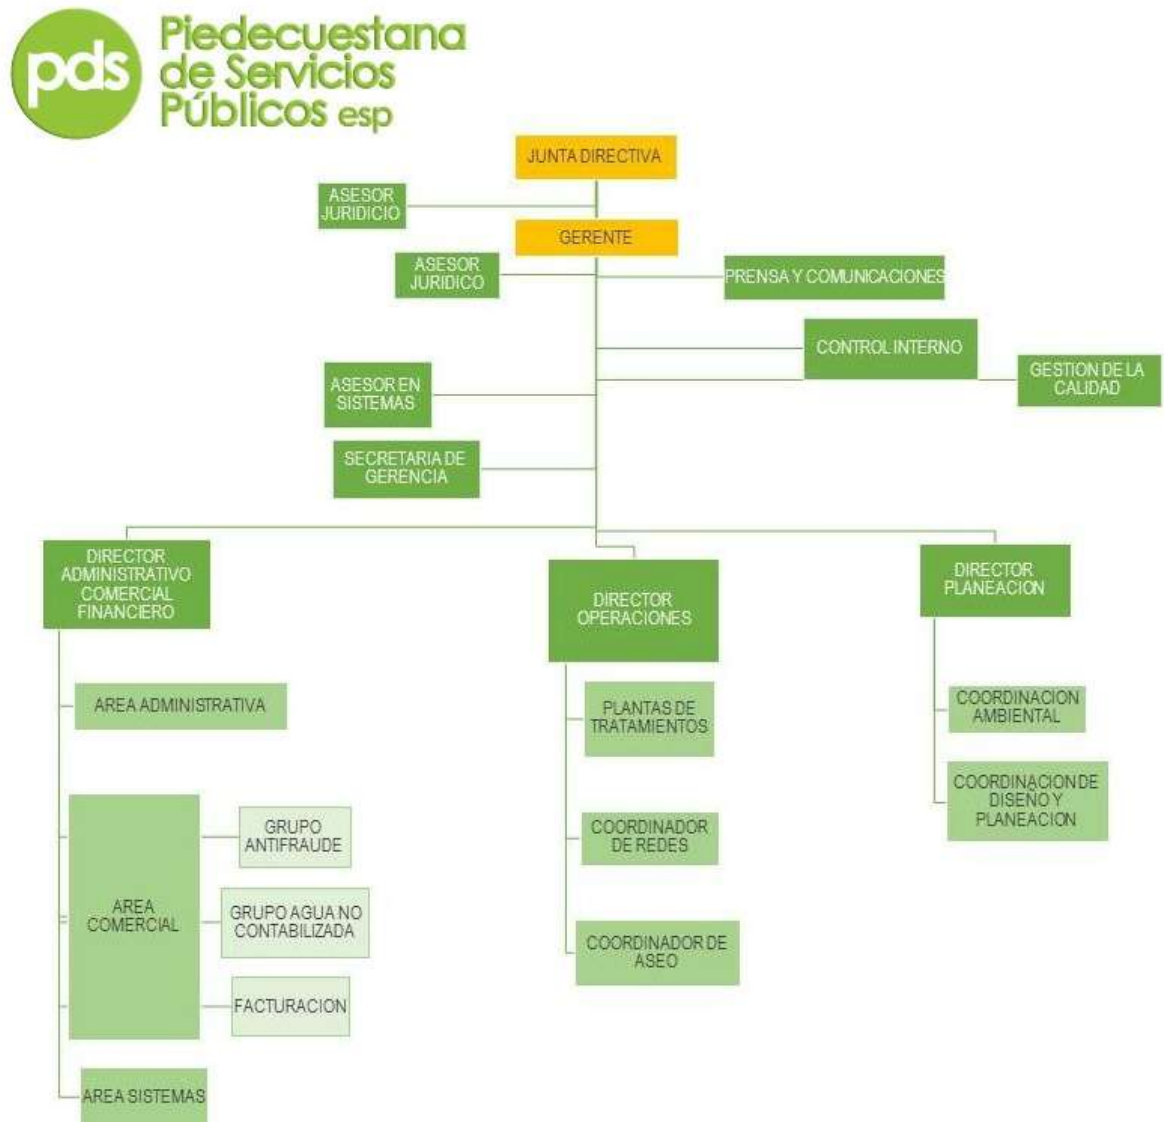 pds
Piedecuestana
de Servicios
Públicos esp
JUNTA DIRECTIVA
ASESOR
JURIDICIO
GERENTE
ASESOR
JURIDICO
PRENSA Y COMUNICACIONES
CONTROL INTERNO
GESTION DE LA
CALIDAD
ASESOR EN
SISTEMAS
SECRETARIA DE
GERENCIA
DIRECTOR
ADMINISTRATIVO
COMERCIAL
FINANCIERO
AREA ADMINISTRATIVA
AREA
COMERCIAL
GRUPO
ANTIFRAUDE
GRUPO AGUA NO
CONTABILIZADA
FACTURACION
AREA SISTEMAS
DIRECTOR
OPERACIONES
PLANTAS DE
TRATAMIENTOS
COORDINADOR
DE REDES
COORDINADOR DE
ASEO
DIRECTOR
PLANEACION
COORDINACION
AMBIENTAL
COORDINACION DE
DISEÑO Y
PLANEACION